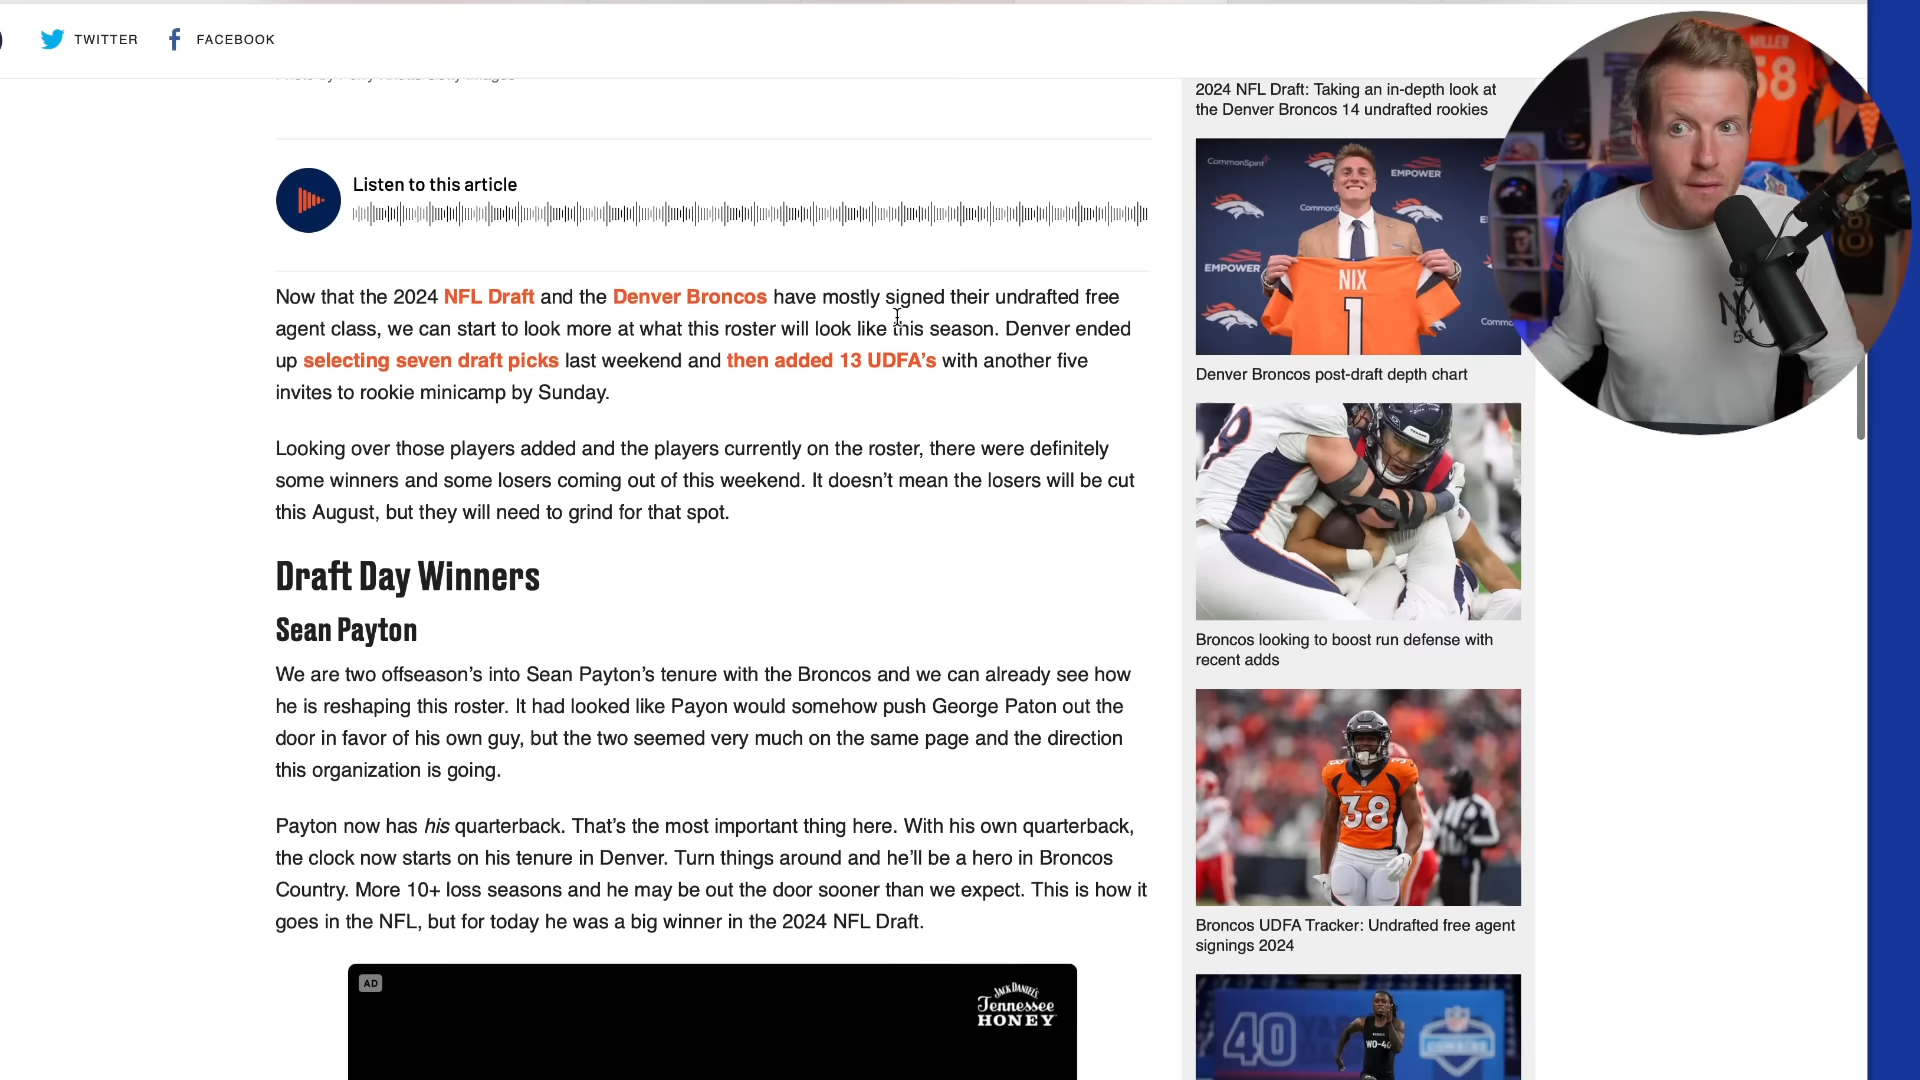 TWITTER
FACEBOOK
Listen to this article
Now that the 2024 NFL Draft and the Denver Broncos have mostly signed their undrafted free
agent class, we can start to look more at what this roster will look like this season. Denver ended
up selecting seven draft picks last weekend and then added 13 UDFA's with another five
invites to rookie minicamp by Sunday.
Looking over those players added and the players currently on the roster, there were definitely
some winners and some losers coming out of this weekend. It doesn't mean the losers will be cut
this August, but they will need to grind for that spot.
Draft Day Winners
Sean Payton
We are two offseason's into Sean Payton's tenure with the Broncos and we can already see how
he is reshaping this roster. It had looked like Payon would somehow push George Paton out the
door in favor of his own guy, but the two seemed very much on the same page and the direction
this organization is going.
Payton now has his quarterback. That's the most important thing here. With his own quarterback,
the clock now starts on his tenure in Denver. Turn things around and he'll be a hero in Broncos
Country. More 10+ loss seasons and he may be out the door sooner than we expect. This is how it
goes in the NFL, but for today he was a big winner in the 2024 NFL Draft.
AD
JACK DANIEL'S
Tennessee
HONEY
2024 NFL Draft: Taking an in-depth look at
the Denver Broncos 14 undrafted rookies
CommonSpirit
EMPOWER
EMPOWER
NIX
1
Denver Broncos post-draft depth chart
Broncos looking to boost run defense with
recent adds
38
Broncos UDFA Tracker: Undrafted free agent
signings 2024
40
NFL
COMBINE
MILLER
58